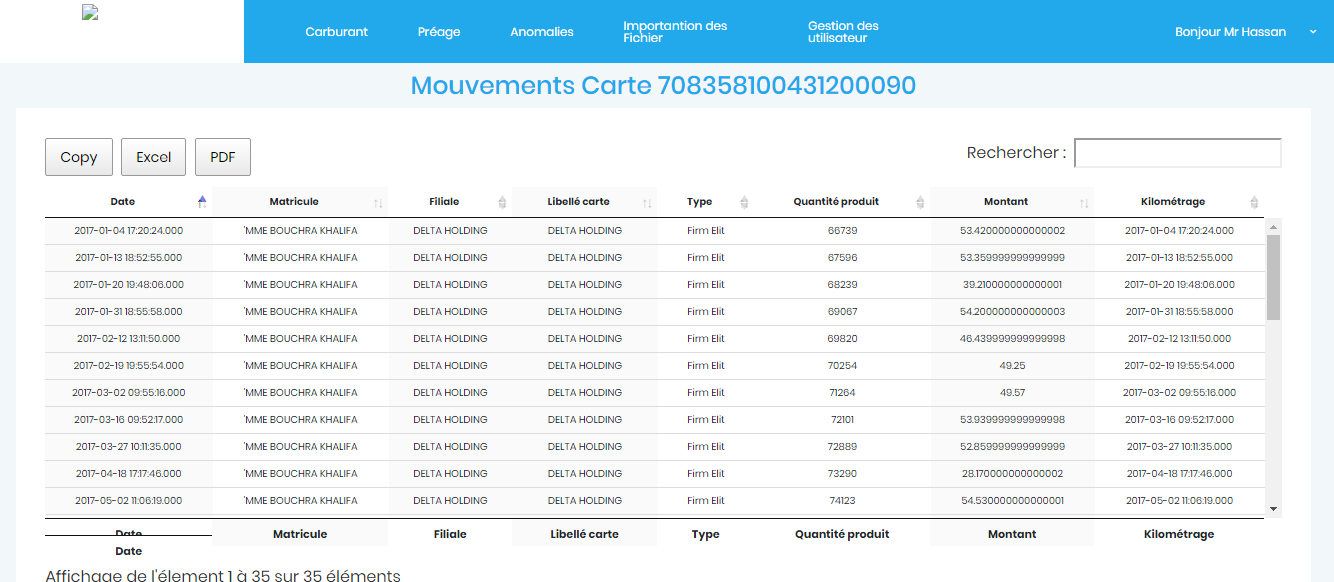 Carburant Préage Anomalies Importantion des Fichier Gestion des utilisateur Bonjour Mr Hassan
Mouvements Carte 708358100431200090
Copy Excel PDF Rechercher :
Date Matricule Filiale Libellé carte Type Quantité produit Montant Kilométrage
2017-01-04 17:20:24.000 'MME BOUCHRA KHALIFA DELTA HOLDING DELTA HOLDING Firm Elit 66739 53.420000000000002 2017-01-04 17:20:24.000
2017-01-13 18:52:55.000 'MME BOUCHRA KHALIFA DELTA HOLDING DELTA HOLDING Firm Elit 67596 53.359999999999999 2017-01-13 18:52:55.000
2017-01-20 19:48:06.000 'MME BOUCHRA KHALIFA DELTA HOLDING DELTA HOLDING Firm Elit 68239 39.210000000000001 2017-01-20 19:48:06.000
2017-01-31 18:55:58.000 'MME BOUCHRA KHALIFA DELTA HOLDING DELTA HOLDING Firm Elit 69067 54.200000000000003 2017-01-31 18:55:58.000
2017-02-12 13:11:50.000 'MME BOUCHRA KHALIFA DELTA HOLDING DELTA HOLDING Firm Elit 69820 46.439999999999998 2017-02-12 13:11:50.000
2017-02-19 19:55:54.000 'MME BOUCHRA KHALIFA DELTA HOLDING DELTA HOLDING Firm Elit 70254 49.25 2017-02-19 19:55:54.000
2017-03-02 09:55:16.000 'MME BOUCHRA KHALIFA DELTA HOLDING DELTA HOLDING Firm Elit 71264 49.57 2017-03-02 09:55:16.000
2017-03-16 09:52:17.000 'MME BOUCHRA KHALIFA DELTA HOLDING DELTA HOLDING Firm Elit 72101 53.939999999999998 2017-03-16 09:52:17.000
2017-03-27 10:11:35.000 'MME BOUCHRA KHALIFA DELTA HOLDING DELTA HOLDING Firm Elit 72889 52.859999999999999 2017-03-27 10:11:35.000
2017-04-18 17:17:46.000 'MME BOUCHRA KHALIFA DELTA HOLDING DELTA HOLDING Firm Elit 73290 28.170000000000002 2017-04-18 17:17:46.000
2017-05-02 11:06:19.000 'MME BOUCHRA KHALIFA DELTA HOLDING DELTA HOLDING Firm Elit 74123 54.530000000000001 2017-05-02 11:06:19.000
Date Matricule Filiale Libellé carte Type Quantité produit Montant Kilométrage
Date
Affichage de l'élement 1 à 35 sur 35 éléments